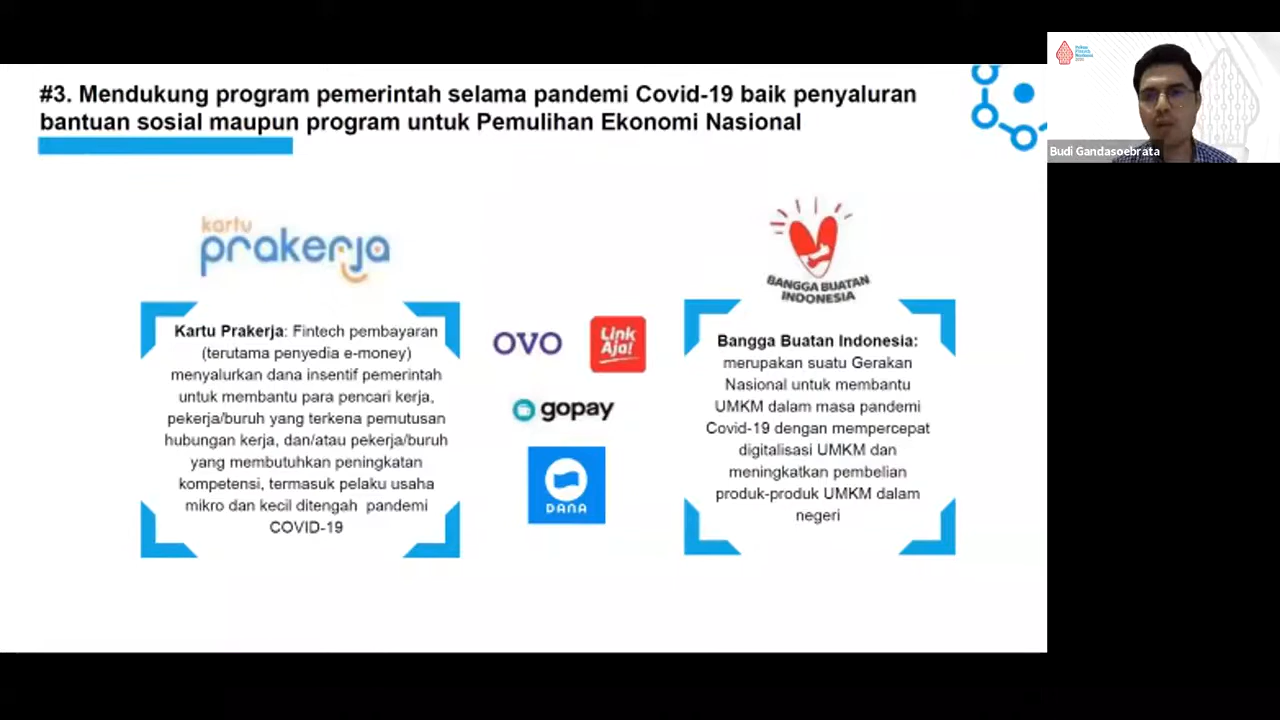 #3. Mendukung program pemerintah selama pandemi Covid-19 baik penyaluran
bantuan sosial maupun program untuk Pemulihan Ekonomi Nasional
kartu
prakerja
Kartu Prakerja: Fintech pembayaran
(terutama penyedia e-money)
menyalurkan dana insentif pemerintah
untuk membantu para pencari kerja,
pekerja/buruh yang terkena pemutusan
hubungan kerja, dan/atau pekerja/buruh
yang membutuhkan peningkatan
kompetensi, termasuk pelaku usaha
mikro dan kecil ditengah pandemi
COVID-19
OVO
Link
Aja!
gopay
DANA
BANGGA BUATAN
INDONESIA
Bangga Buatan Indonesia:
merupakan suatu Gerakan
Nasional untuk membantu
UMKM dalam masa pandemi
Covid-19 dengan mempercepat
digitalisasi UMKM dan
meningkatkan pembelian
produk-produk UMKM dalam
negeri
Budi Gandasoebrata